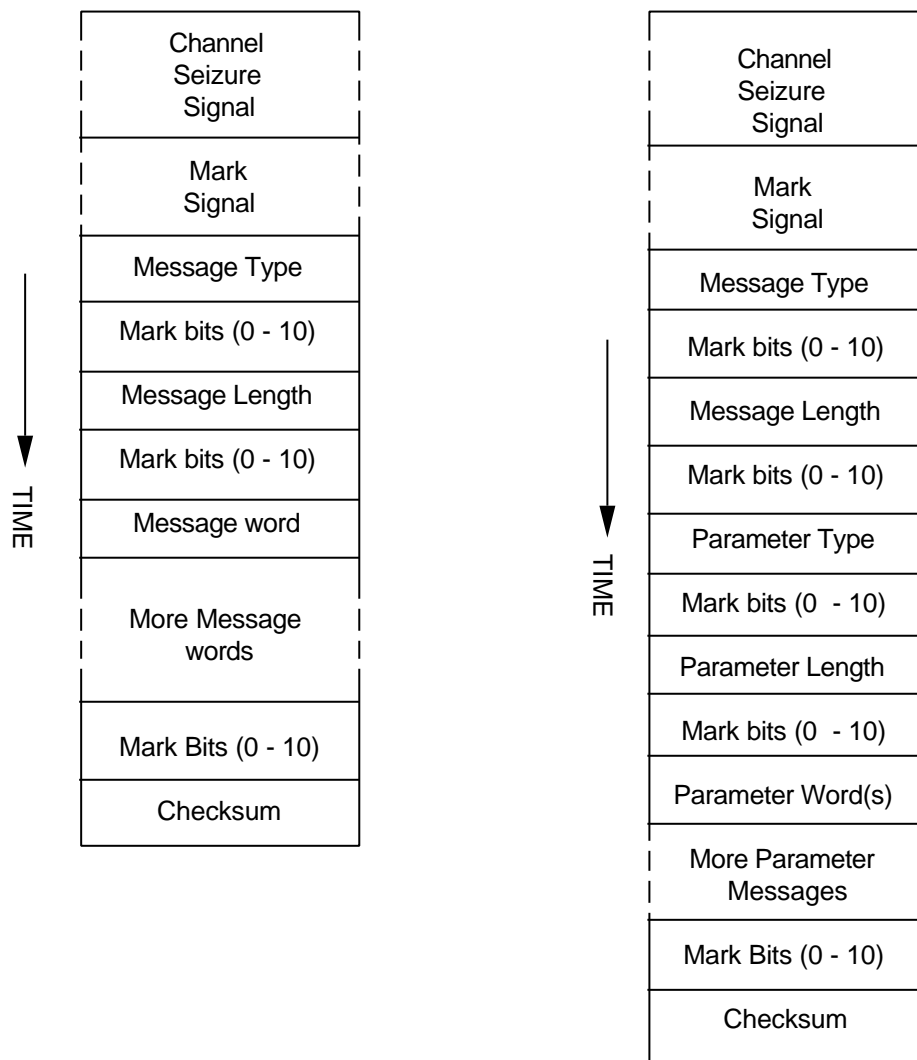 Channel
Seizure
Signal
Mark
Signal
Message Type
Mark bits (0 - 10)
Message Length
Mark bits (0 - 10)
Message word
More Message
words
Mark Bits (0 - 10)
Checksum
TIME
Channel
Seizure
Signal
Mark
Signal
Message Type
Mark bits (0 - 10)
Message Length
Mark bits (0 - 10)
Parameter Type
Mark bits (0 - 10)
Parameter Length
Mark bits (0 - 10)
Parameter Word(s)
More Parameter
Messages
Mark Bits (0 - 10)
Checksum
TIME